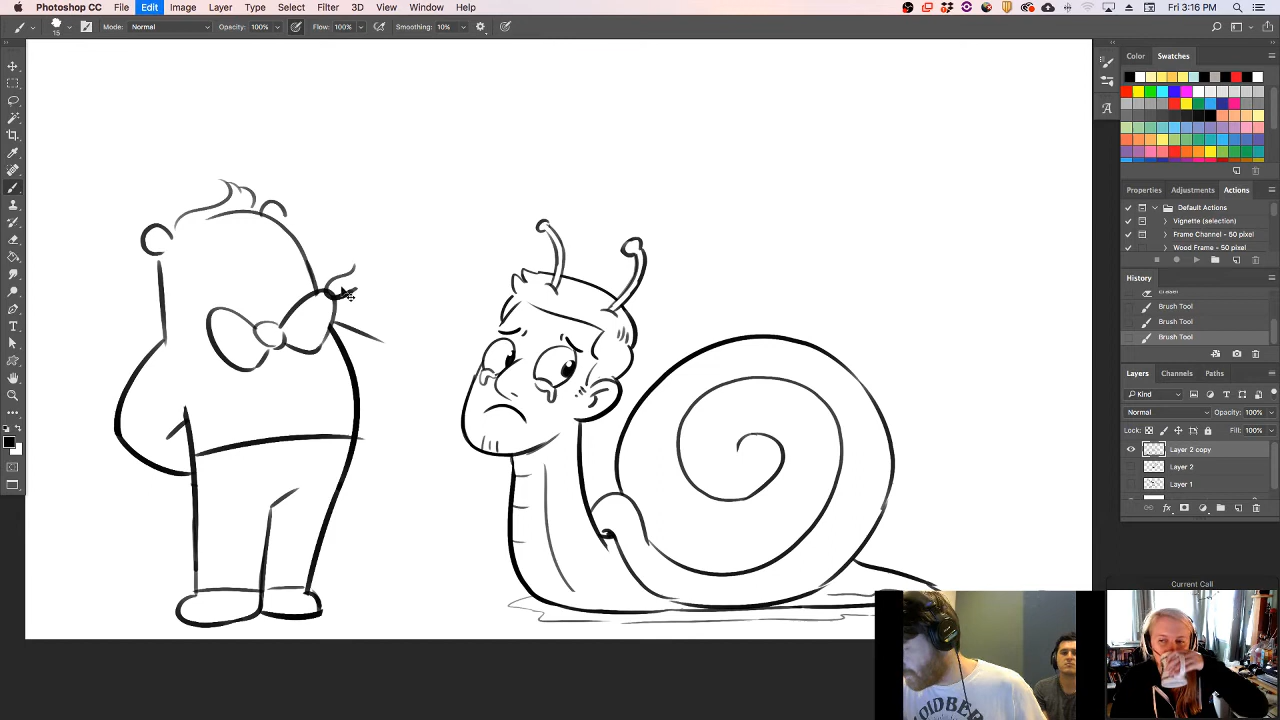 Photoshop CC File Edit Image Layer Type Select Filter 3D View Window Help Fri 3:16 PM
15 Mode: Normal Opacity: 100% Flow: 100% Smoothing: 10%
Color Swatches
Properties Adjustments Actions
Default Actions
Vignette (selection)
Frame Channel - 50 pixel
Wood Frame - 50 pixel
History
Eraser
Brush Tool
Brush Tool
Brush Tool
Layers Channels Paths
Kind
Normal Opacity: 100%
Lock: Fill: 100%
Layer 2 copy
Layer 2
Layer 1
Current Call